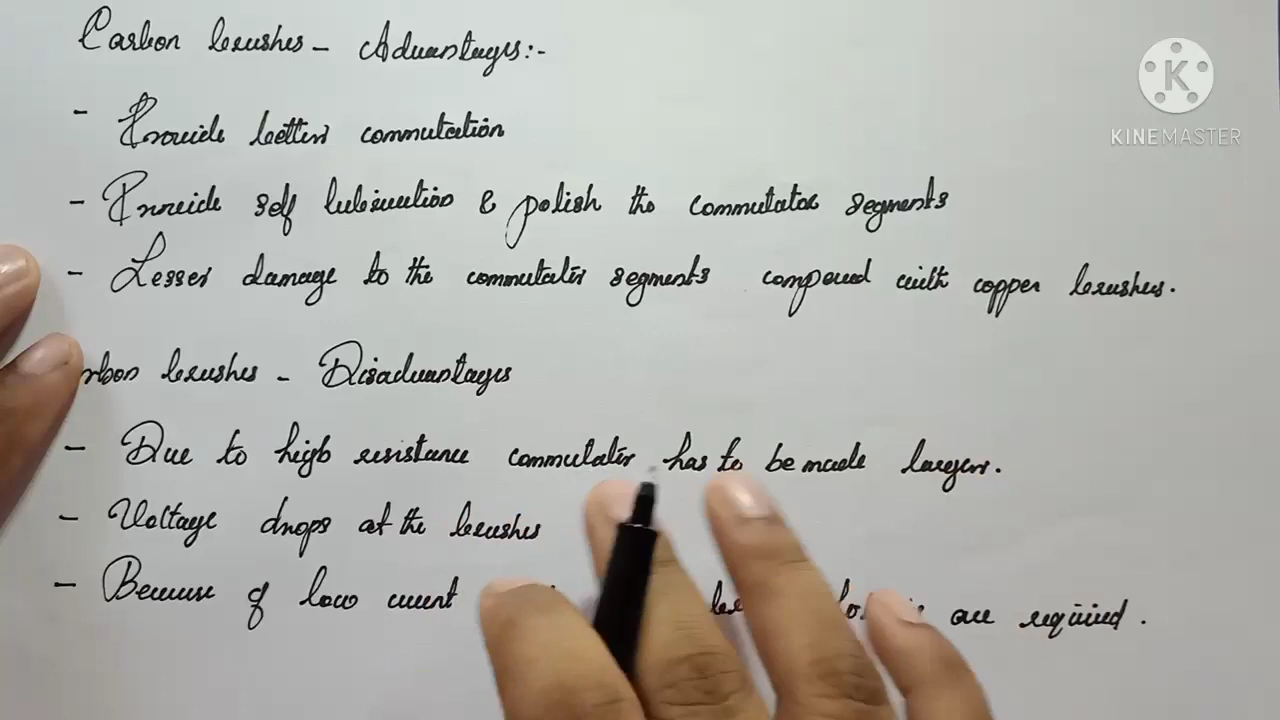 Carbon brushes - Advantages:-
KINEMASTER
- Provide better commutation
- Provide self lubrication & polish the commutator segments
- Lesser damage to the commutator segments compared with copper brushes.
rbon brushes - Disadvantages
- Due to high resistance commutator has to be made larger.
- Voltage drops at the brushes
- Because of low current are required.